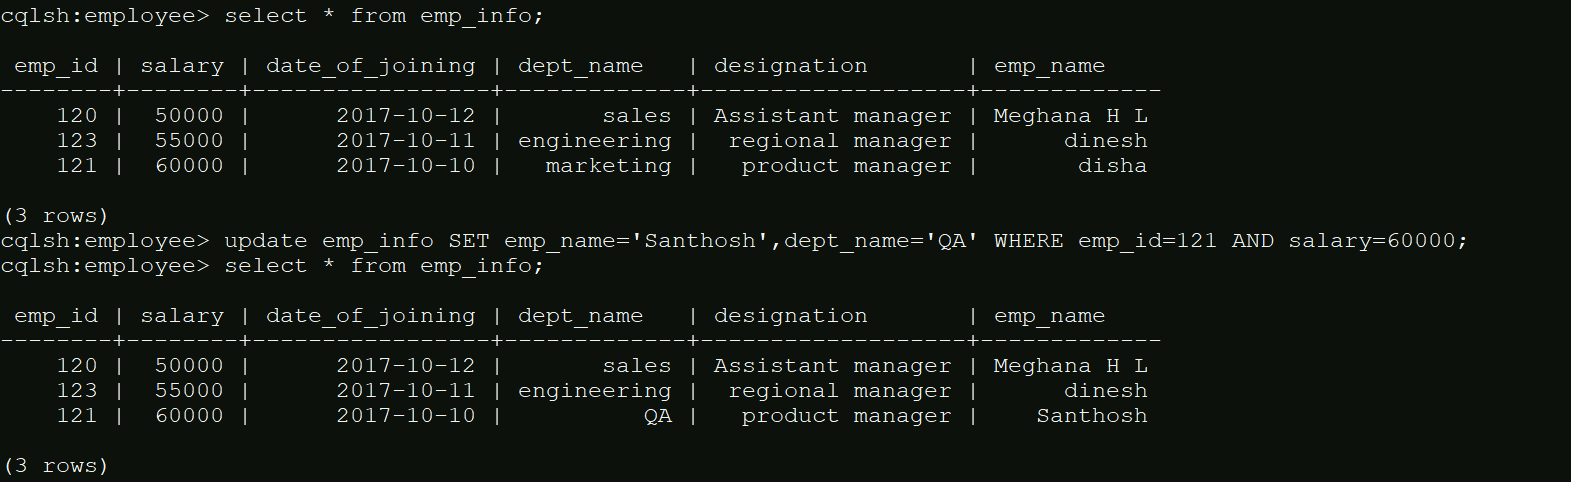 cqlsh:employee> select * from emp_info;
 emp_id | salary | date_of_joining | dept_name   | designation       | emp_name
--------+--------+-----------------+-------------+-------------------+-------------
    120 |  50000 |      2017-10-12 |       sales | Assistant manager | Meghana H L
    123 |  55000 |      2017-10-11 | engineering |  regional manager |      dinesh
    121 |  60000 |      2017-10-10 |   marketing |   product manager |       disha
(3 rows)
cqlsh:employee> update emp_info SET emp_name='Santhosh',dept_name='QA' WHERE emp_id=121 AND salary=60000;
cqlsh:employee> select * from emp_info;
 emp_id | salary | date_of_joining | dept_name   | designation       | emp_name
--------+--------+-----------------+-------------+-------------------+-------------
    120 |  50000 |      2017-10-12 |       sales | Assistant manager | Meghana H L
    123 |  55000 |      2017-10-11 | engineering |  regional manager |      dinesh
    121 |  60000 |      2017-10-10 |          QA |   product manager |    Santhosh
(3 rows)